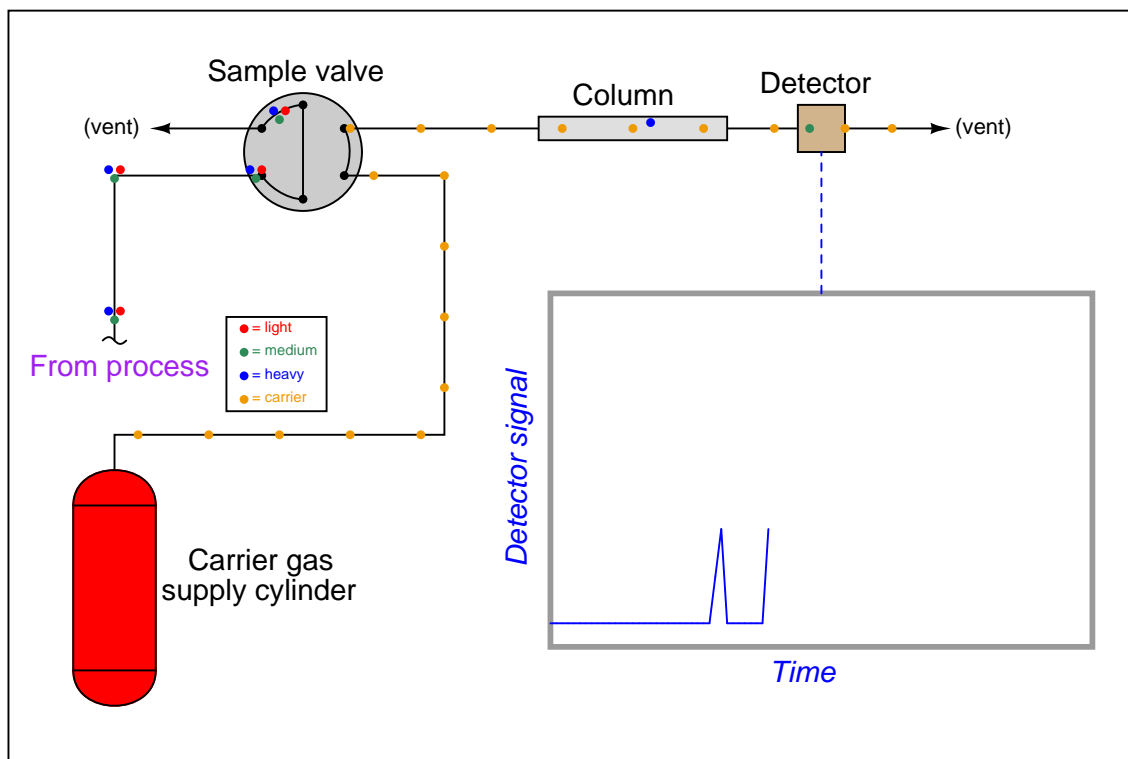 Sample valve
Column
Detector
(vent)
(vent)
From process
= light
= medium
= heavy
= carrier
Carrier gas
supply cylinder
Detector signal
Time